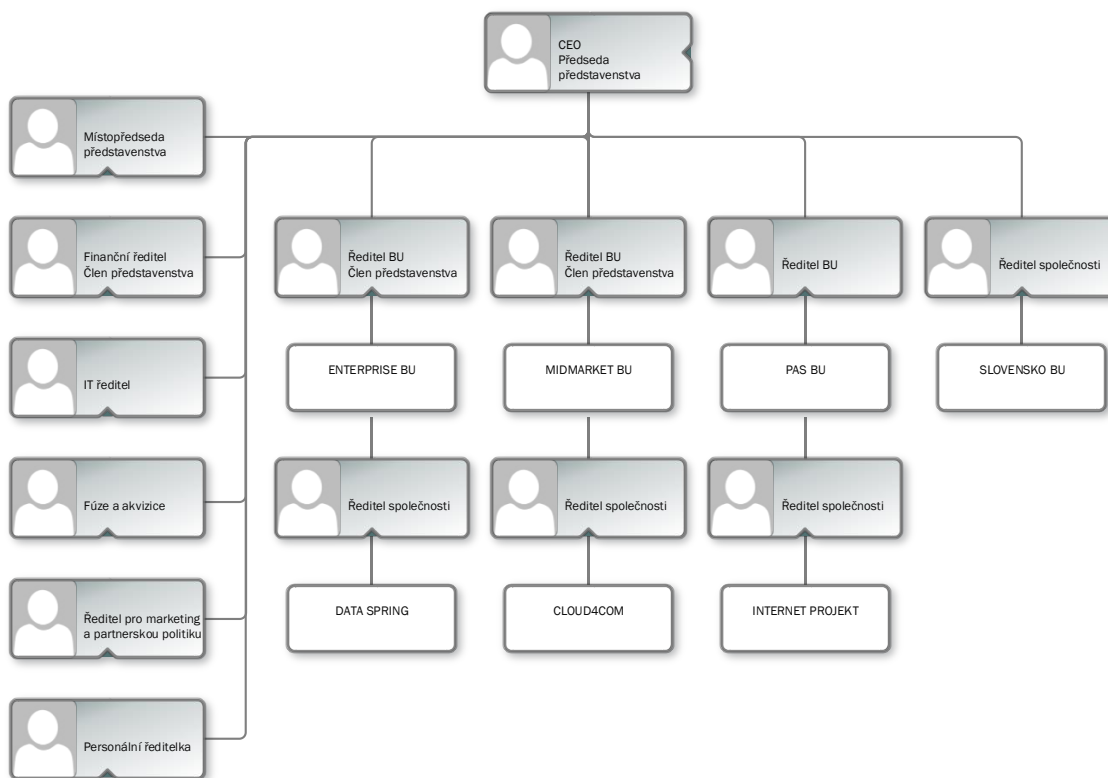 CEO
Předseda
představenstva
Místopředseda
představenstva
Finanční ředitel
Člen představenstva
Ředitel BU
Člen představenstva
Ředitel BU
Člen představenstva
Ředitel BU
Ředitel společnosti
IT ředitel
ENTERPRISE BU
MIDMARKET BU
PAS BU
SLOVENSKO BU
Fúze a akvizice
Ředitel společnosti
Ředitel společnosti
Ředitel společnosti
Ředitel pro marketing
a partnerskou politiku
DATA SPRING
CLOUD4COM
INTERNET PROJEKT
Personální ředitelka